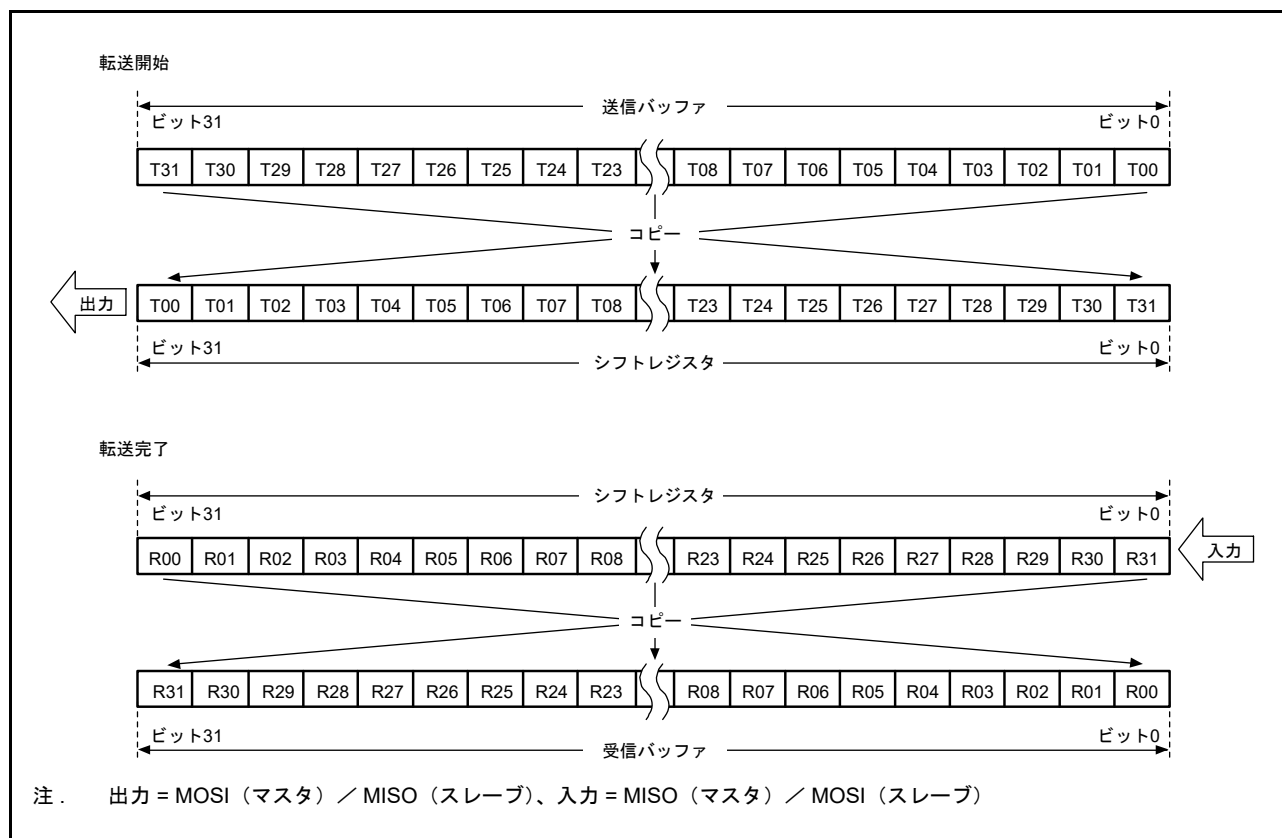 転送開始
送信バッファ
ビット31 ビット0
T31 T30 T29 T28 T27 T26 T25 T24 T23 T08 T07 T06 T05 T04 T03 T02 T01 T00
コピー
出力 T00 T01 T02 T03 T04 T05 T06 T07 T08 T23 T24 T25 T26 T27 T28 T29 T30 T31
ビット31 ビット0
シフトレジスタ
転送完了
シフトレジスタ
ビット31 ビット0
R00 R01 R02 R03 R04 R05 R06 R07 R08 R23 R24 R25 R26 R27 R28 R29 R30 R31 入力
コピー
R31 R30 R29 R28 R27 R26 R25 R24 R23 R08 R07 R06 R05 R04 R03 R02 R01 R00
ビット31 ビット0
受信バッファ
注． 出力 = MOSI（マスタ）／ MISO（スレーブ）、入力 = MISO（マスタ）／ MOSI（スレーブ）